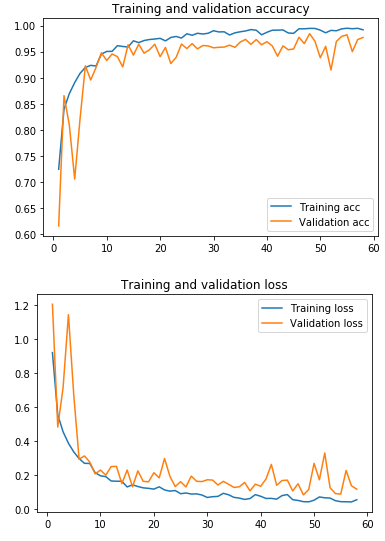 Training and validation accuracy
1.00
0.95
0.90
0.85
0.80
0.75
0.70
0.65
0.60
Training acc
Validation acc
0 10 20 30 40 50 60
Training and validation loss
1.2
1.0
0.8
0.6
0.4
0.2
0.0
Training loss
Validation loss
0 10 20 30 40 50 60